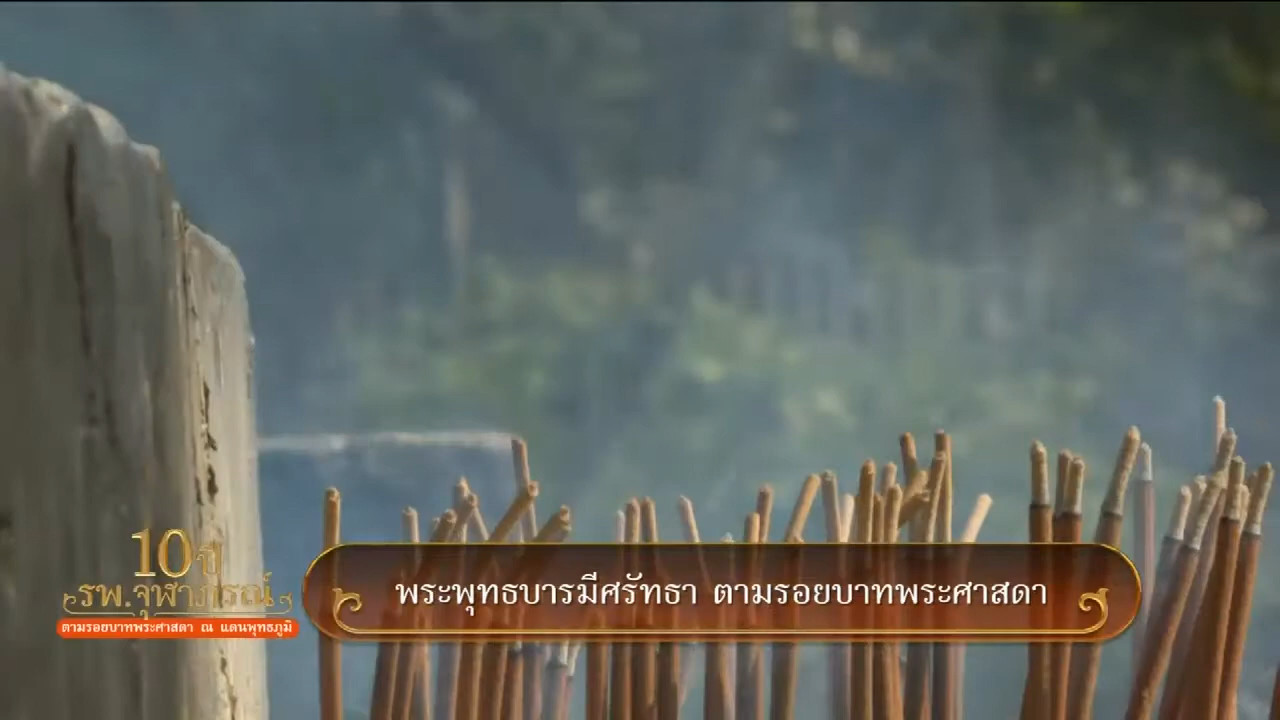 10 ปี
รพ.จุฬาภรณ์
ตามรอยบาทพระศาสดา ณ แดนพุทธภูมิ
พระพุทธบารมีศรัทธา ตามรอยบาทพระศาสดา